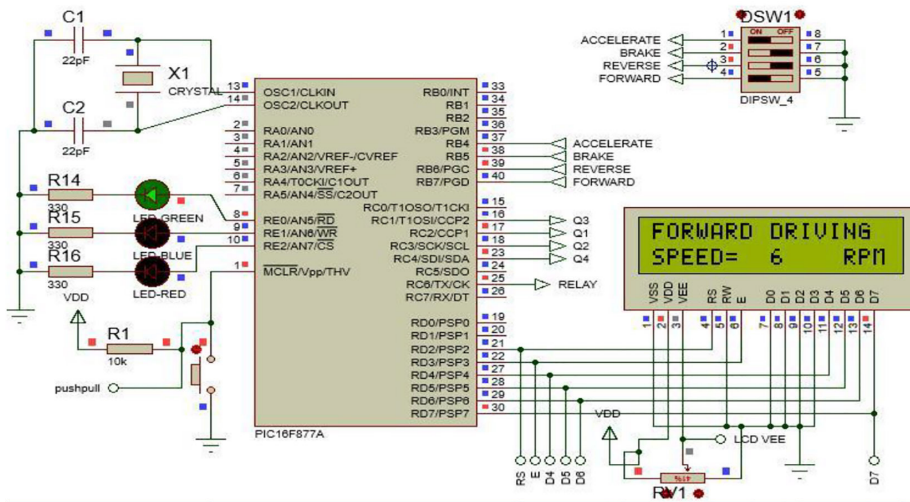 C1
22pF
X1
CRYSTAL
C2
22pF
R14
330
LED-GREEN
R15
330
LED-BLUE
R16
330
LED-RED
VDD
R1
10k
pushpull
13 OSC1/CLKIN
14 OSC2/CLKOUT
2 RA0/AN0
3 RA1/AN1
4 RA2/AN2/VREF-/CVREF
5 RA3/AN3/VREF+
6 RA4/T0CKI/C1OUT
7 RA5/AN4/SS/C2OUT
8 RE0/AN5/RD
9 RE1/AN6/WR
10 RE2/AN7/CS
1 MCLR/Vpp/THV
RB0/INT 33
RB1 34
RB2 35
RB3/PGM 36
RB4 37 ACCELERATE
RB5 38 BRAKE
RB6/PGC 39 REVERSE
RB7/PGD 40 FORWARD
RC0/T1OSO/T1CKI 15
RC1/T1OSI/CCP2 16 Q3
RC2/CCP1 17 Q1
RC3/SCK/SCL 18 Q2
RC4/SDI/SDA 23 Q4
RC5/SDO 24
RC6/TX/CK 25 RELAY
RC7/RX/DT 26
RD0/PSP0 19
RD1/PSP1 20
RD2/PSP2 21
RD3/PSP3 22
RD4/PSP4 27
RD5/PSP5 28
RD6/PSP6 29
RD7/PSP7 30
PIC16F877A
DSW1
ON OFF
ACCELERATE 1 8
BRAKE 2 7
REVERSE 3 6
FORWARD 4 5
DIPSW_4
FORWARD DRIVING
SPEED= 6 RPM
VSS VDD VEE RS RW E D0 D1 D2 D3 D4 D5 D6 D7
1 2 3 4 5 6 7 8 9 10 11 12 13 14
VDD
LCD VEE
RV1
RS E D4 D5 D6 D7